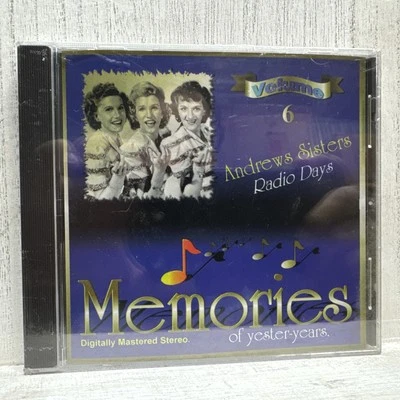 Volume
6
Andrews Sisters
Radio Days
Memories
of yester-years.
Digitally Mastered Stereo.